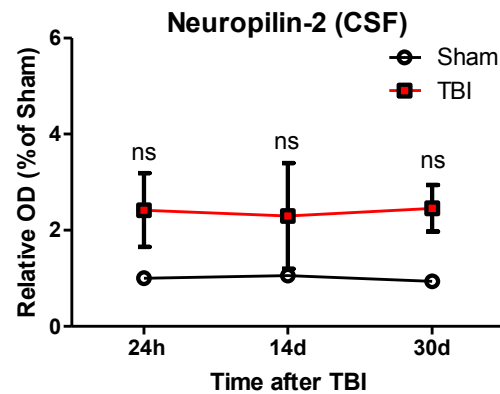 Neuropilin-2 (CSF)
Sham
TBI
Relative OD (% of Sham)
6
4
2
0
ns
ns
ns
24h
14d
30d
Time after TBI